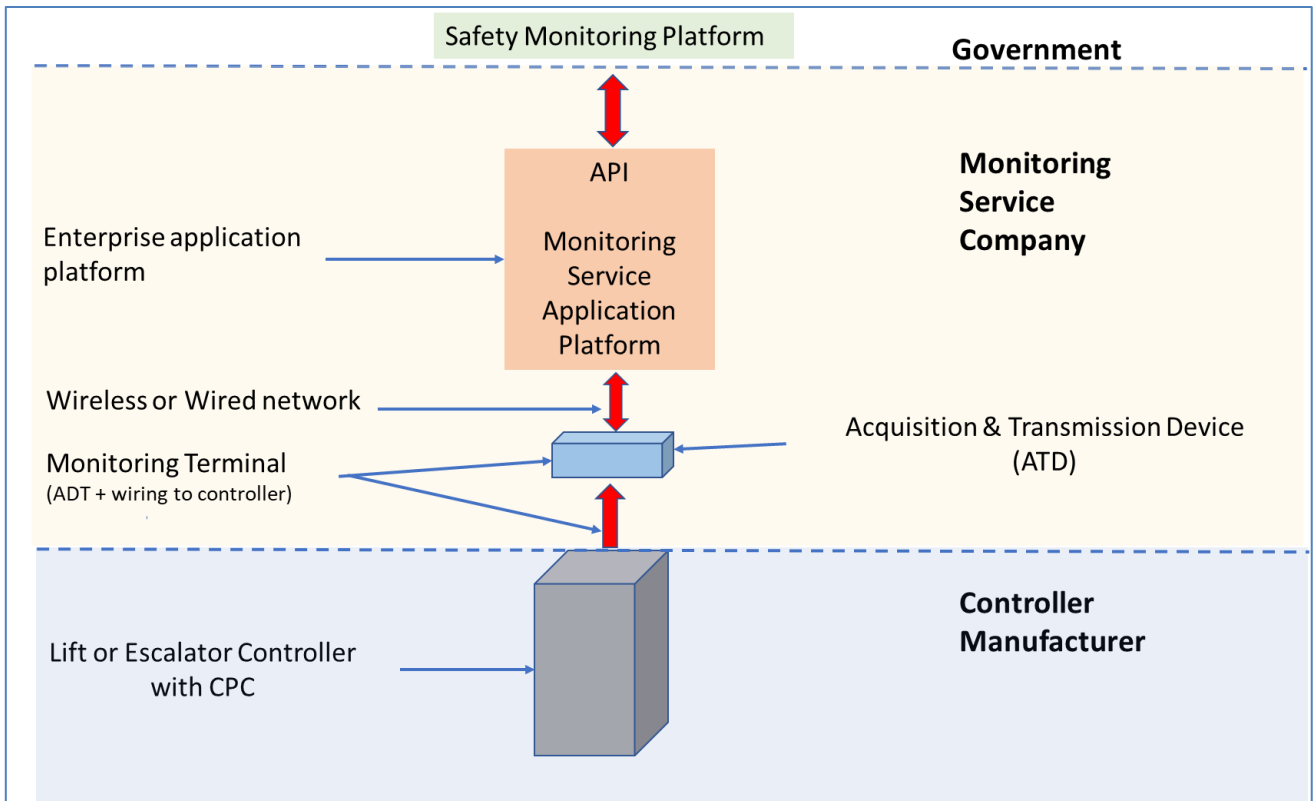 Safety Monitoring Platform
Government
API
Monitoring
Service
Application
Platform
Monitoring
Service
Company
Enterprise application
platform
Wireless or Wired network
Monitoring Terminal
(ADT + wiring to controller)
Acquisition & Transmission Device
(ATD)
Controller
Manufacturer
Lift or Escalator Controller
with CPC